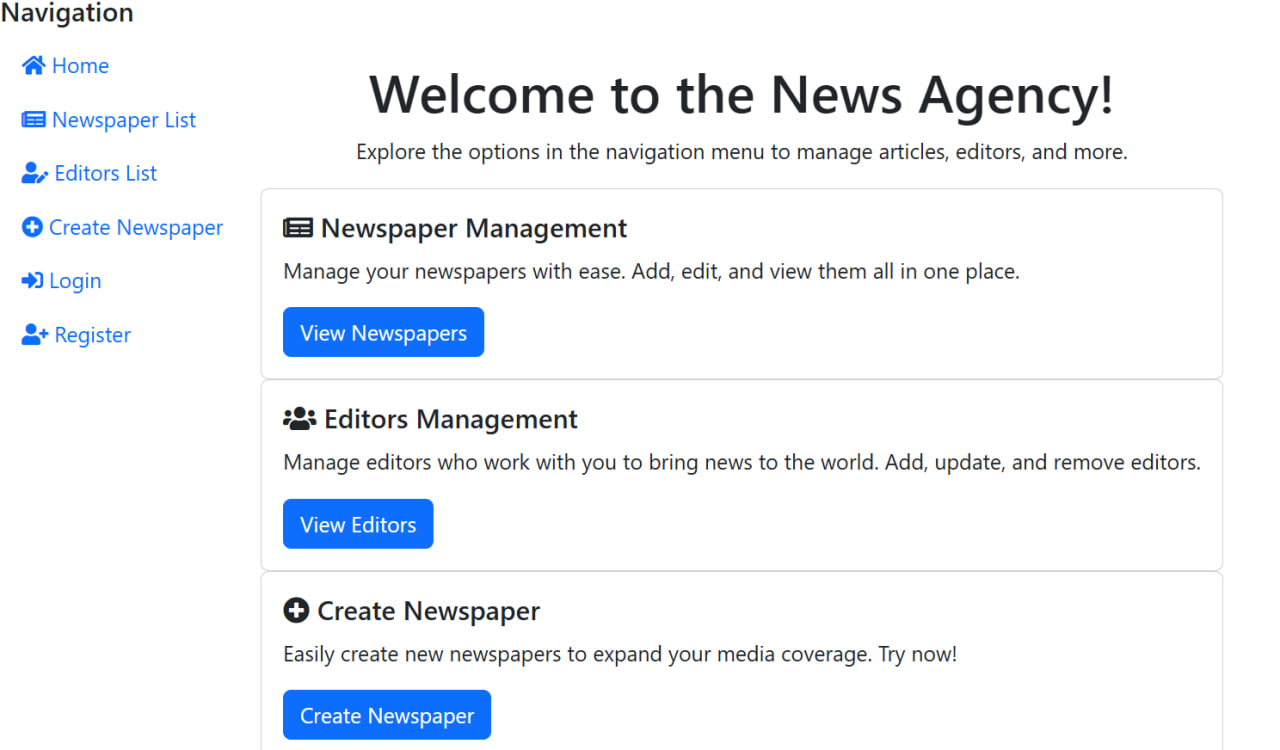 Navigation
Home
Newspaper List
Editors List
Create Newspaper
Login
Register
Welcome to the News Agency!
Explore the options in the navigation menu to manage articles, editors, and more.
Newspaper Management
Manage your newspapers with ease. Add, edit, and view them all in one place.
View Newspapers
Editors Management
Manage editors who work with you to bring news to the world. Add, update, and remove editors.
View Editors
Create Newspaper
Easily create new newspapers to expand your media coverage. Try now!
Create Newspaper